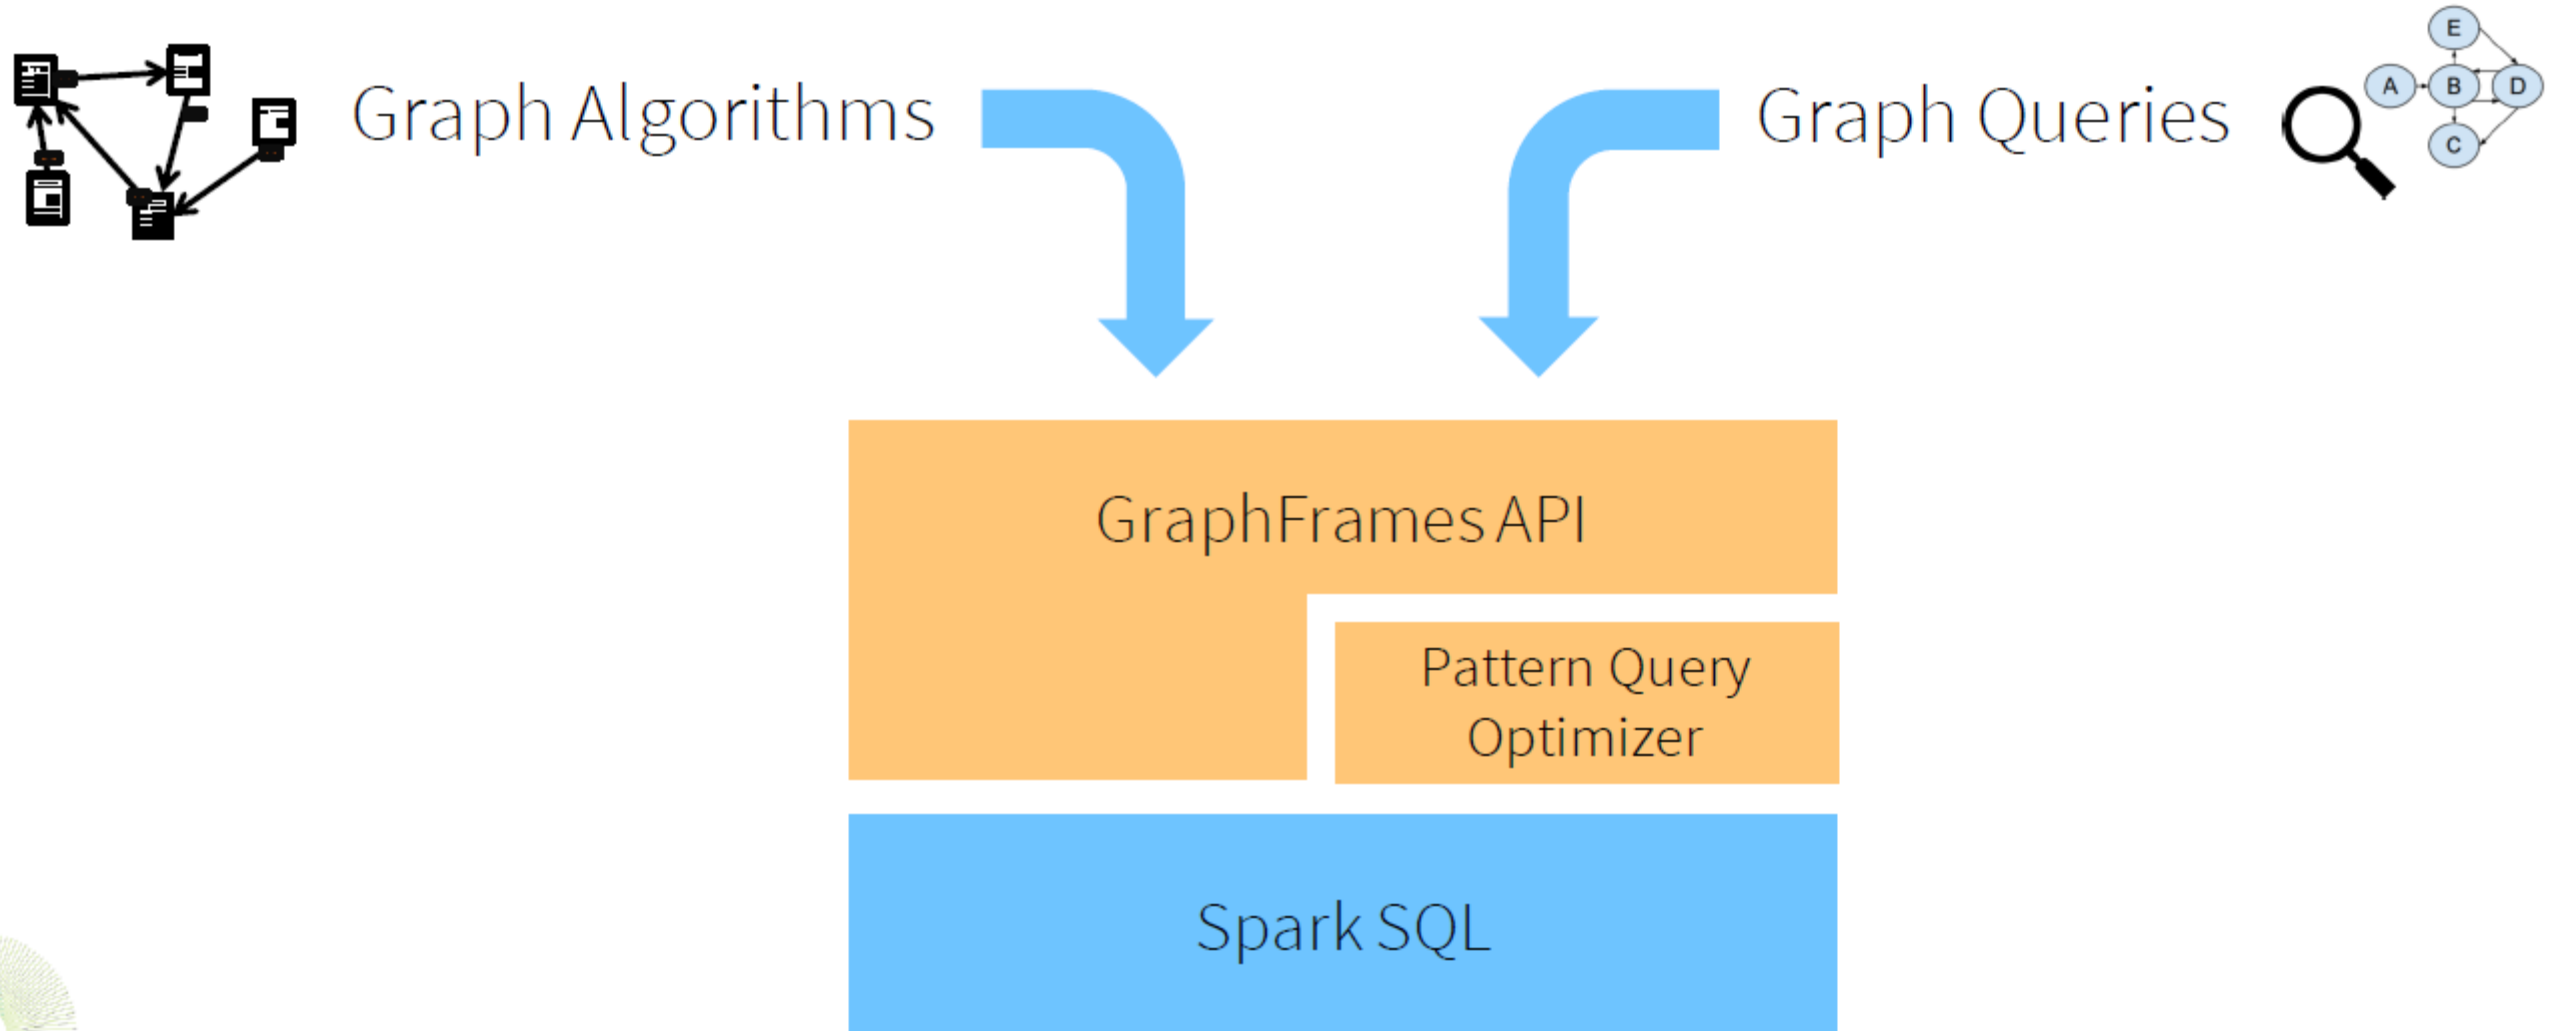 Graph Algorithms
Graph Queries
E
A
B
D
C
GraphFrames API
Pattern Query
Optimizer
Spark SQL